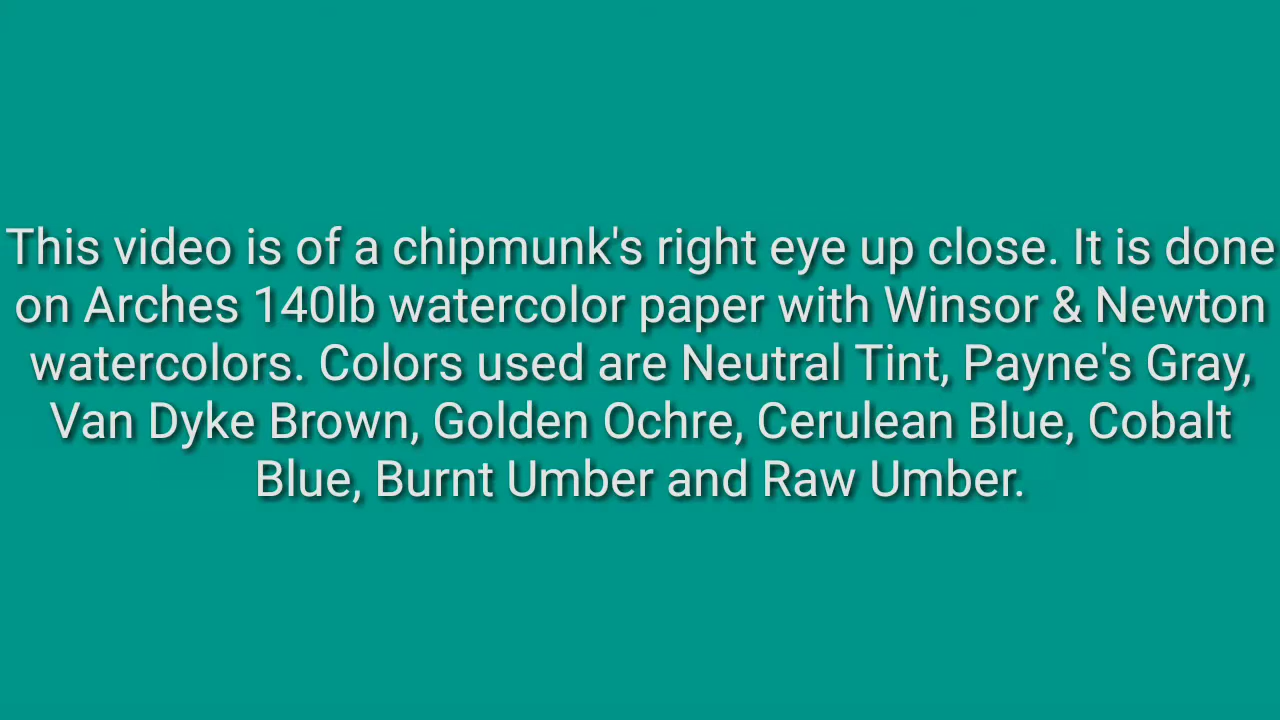 This video is of a chipmunk's right eye up close. It is done
on Arches 140lb watercolor paper with Winsor & Newton
watercolors. Colors used are Neutral Tint, Payne's Gray,
Van Dyke Brown, Golden Ochre, Cerulean Blue, Cobalt
Blue, Burnt Umber and Raw Umber.